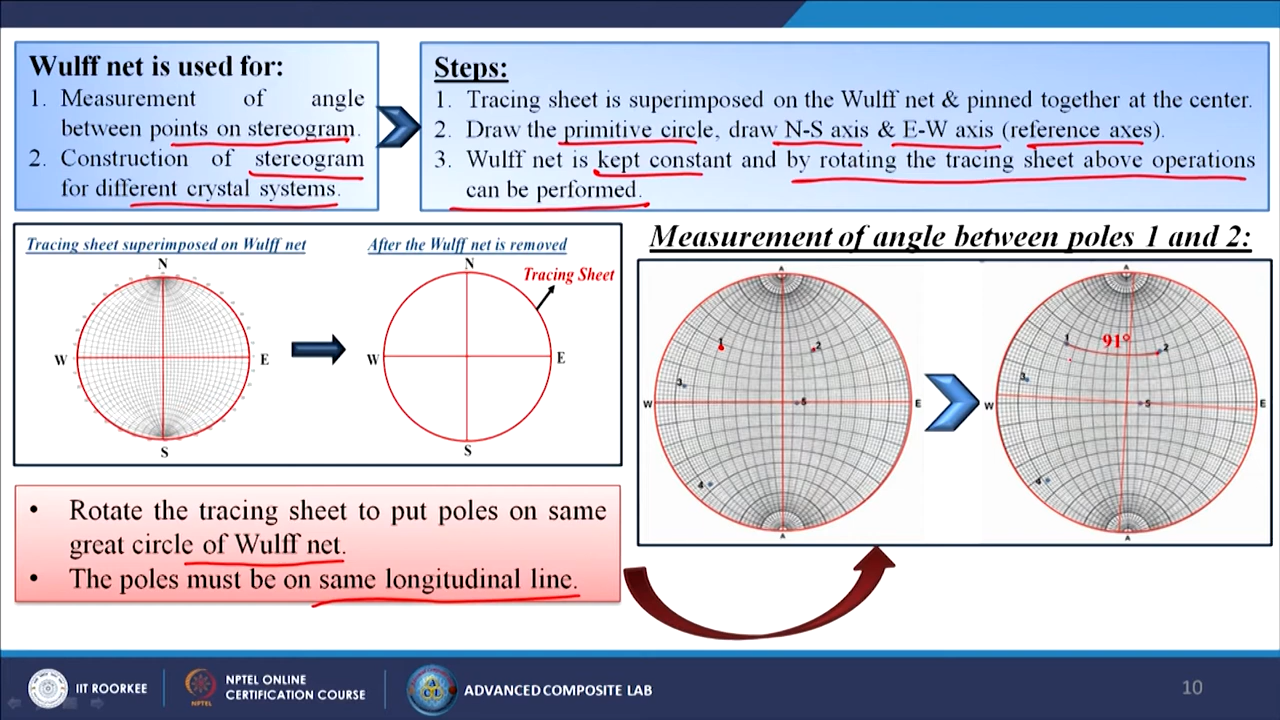 Wulff net is used for:
1. Measurement of angle
between points on stereogram.
2. Construction of stereogram
for different crystal systems.
Steps:
1. Tracing sheet is superimposed on the Wulff net & pinned together at the center.
2. Draw the primitive circle, draw N-S axis & E-W axis (reference axes).
3. Wulff net is kept constant and by rotating the tracing sheet above operations
can be performed.
Tracing sheet superimposed on Wulff net
After the Wulff net is removed
N
W
E
S
N
Tracing Sheet
W
E
S
Measurement of angle between poles 1 and 2:
A
1
2
3
W
5
E
4
A
A
1
91°
2
3
W
5
E
4
A
• Rotate the tracing sheet to put poles on same
great circle of Wulff net.
• The poles must be on same longitudinal line.
IIT ROORKEE
NPTEL
NPTEL ONLINE
CERTIFICATION COURSE
ADVANCED COMPOSITE LAB
10